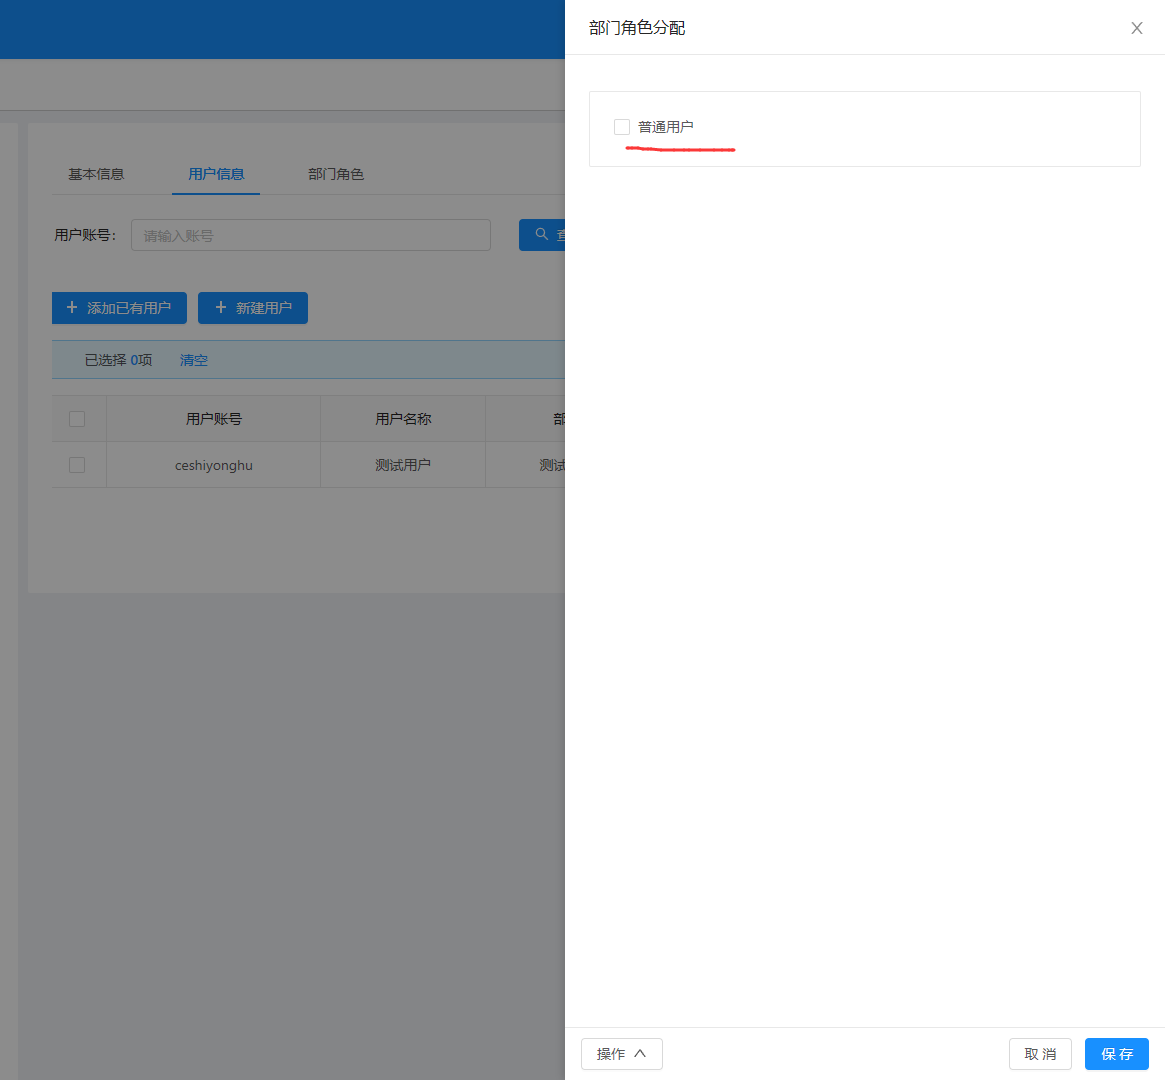 部门角色分配
普通用户
基本信息 用户信息 部门角色
用户账号: 请输入账号
添加已有用户 新建用户
已选择 0项 清空
用户账号 用户名称 部
ceshiyonghu 测试用户 测试
操作 取 消 保 存